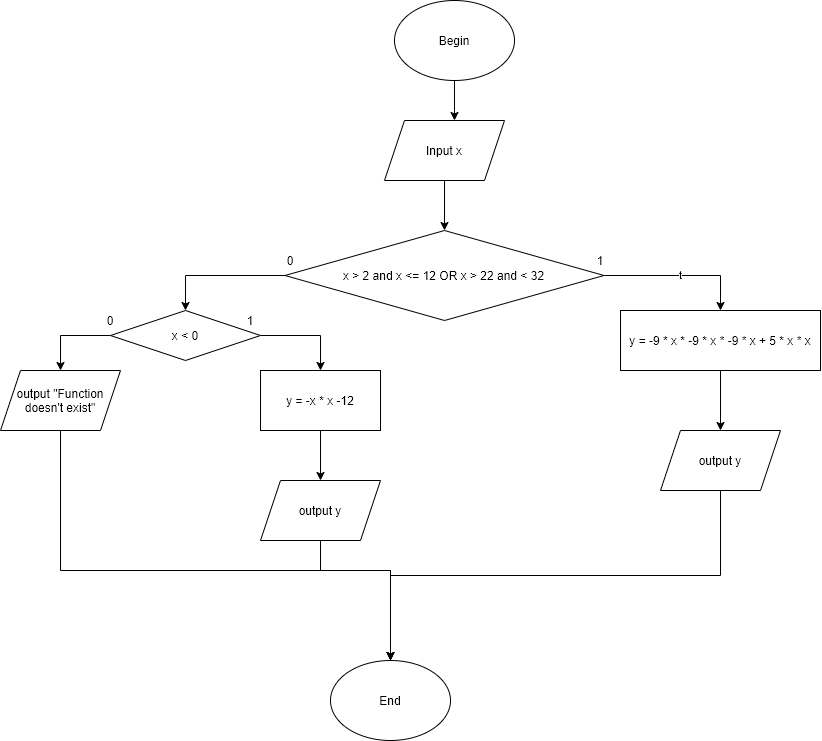 Begin
Input x
0
1
x > 2 and x <= 12 OR x > 22 and < 32
t
0
1
x < 0
y = -9 * x * -9 * x * -9 * x + 5 * x * x
output "Function
doesn't exist"
y = -x * x -12
output y
output y
End